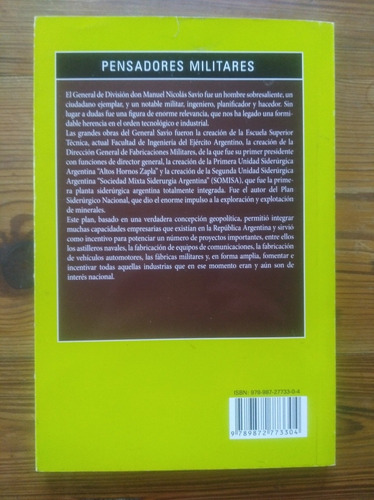 PENSADORES MILITARES
El General de División don Manuel Nicolás Savio fue un hombre sobresaliente, un
ciudadano ejemplar, y un notable militar, ingeniero, planificador y hacedor. Sin
lugar a dudas fue una figura de enorme relevancia, que nos ha legado una formi-
dable herencia en el orden tecnológico e industrial.
Las grandes obras del General Savio fueron la creación de la Escuela Superior
Técnica, actual Facultad de Ingeniería del Ejército Argentino, la creación de la
Dirección General de Fabricaciones Militares, de la que fue su primer presidente
con funciones de director general, la creación de la Primera Unidad Siderúrgica
Argentina "Altos Hornos Zapla" y la creación de la Segunda Unidad Siderúrgica
Argentina "Sociedad Mixta Siderurgia Argentina" (SOMISA), que fue la prime-
ra planta siderúrgica argentina totalmente integrada. Fue el autor del Plan
Siderúrgico Nacional, que dio el enorme impulso a la exploración y explotación
de minerales.
Este plan, basado en una verdadera concepción geopolítica, permitió integrar
muchas capacidades empresarias que existían en la República Argentina y sirvió
como incentivo para potenciar un número de proyectos importantes, entre ellos
los astilleros navales, la fabricación de equipos de comunicaciones, la fabricación
de vehículos automotores, las fábricas militares y, en forma amplia, fomentar e
incentivar todas aquellas industrias que en ese momento eran y aún son de
interés nacional.
ISBN: 978-987-27733-0-4
9 789872 773304